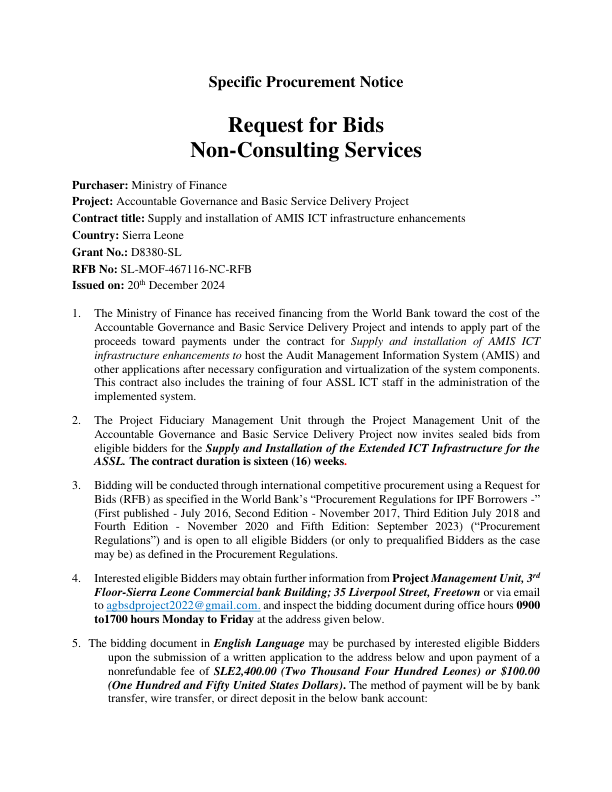 Specific Procurement Notice
Request for Bids
Non-Consulting Services
Purchaser: Ministry of Finance
Project: Accountable Governance and Basic Service Delivery Project
Contract title: Supply and installation of AMIS ICT infrastructure enhancements
Country: Sierra Leone
Grant No.: D8380-SL
RFB No: SL-MOF-467116-NC-RFB
Issued on: 20th December 2024
1. The Ministry of Finance has received financing from the World Bank toward the cost of the
Accountable Governance and Basic Service Delivery Project and intends to apply part of the
proceeds toward payments under the contract for Supply and installation of AMIS ICT
infrastructure enhancements to host the Audit Management Information System (AMIS) and
other applications after necessary configuration and virtualization of the system components.
This contract also includes the training of four ASSL ICT staff in the administration of the
implemented system.
2. The Project Fiduciary Management Unit through the Project Management Unit of the
Accountable Governance and Basic Service Delivery Project now invites sealed bids from
eligible bidders for the Supply and Installation of the Extended ICT Infrastructure for the
ASSL. The contract duration is sixteen (16) weeks.
3. Bidding will be conducted through international competitive procurement using a Request for
Bids (RFB) as specified in the World Bank’s “Procurement Regulations for IPF Borrowers -”
(First published - July 2016, Second Edition - November 2017, Third Edition July 2018 and
Fourth Edition - November 2020 and Fifth Edition: September 2023) (“Procurement
Regulations”) and is open to all eligible Bidders (or only to prequalified Bidders as the case
may be) as defined in the Procurement Regulations.
4. Interested eligible Bidders may obtain further information from Project Management Unit, 3rd
Floor-Sierra Leone Commercial bank Building; 35 Liverpool Street, Freetown or via email
to agbsdproject2022@gmail.com. and inspect the bidding document during office hours 0900
to1700 hours Monday to Friday at the address given below.
5. The bidding document in English Language may be purchased by interested eligible Bidders
upon the submission of a written application to the address below and upon payment of a
nonrefundable fee of SLE2,400.00 (Two Thousand Four Hundred Leones) or $100.00
(One Hundred and Fifty United States Dollars). The method of payment will be by bank
transfer, wire transfer, or direct deposit in the below bank account: